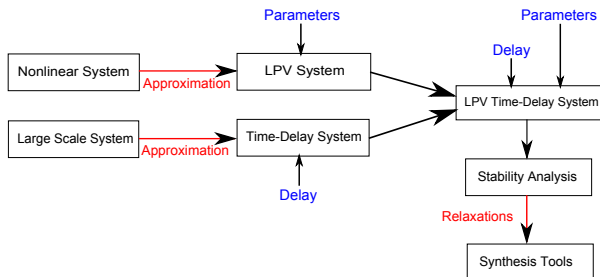 Parameters
Parameters
Delay
Nonlinear System
Approximation
LPV System
LPV Time-Delay System
Large Scale System
Approximation
Time-Delay System
Delay
Stability Analysis
Relaxations
Synthesis Tools